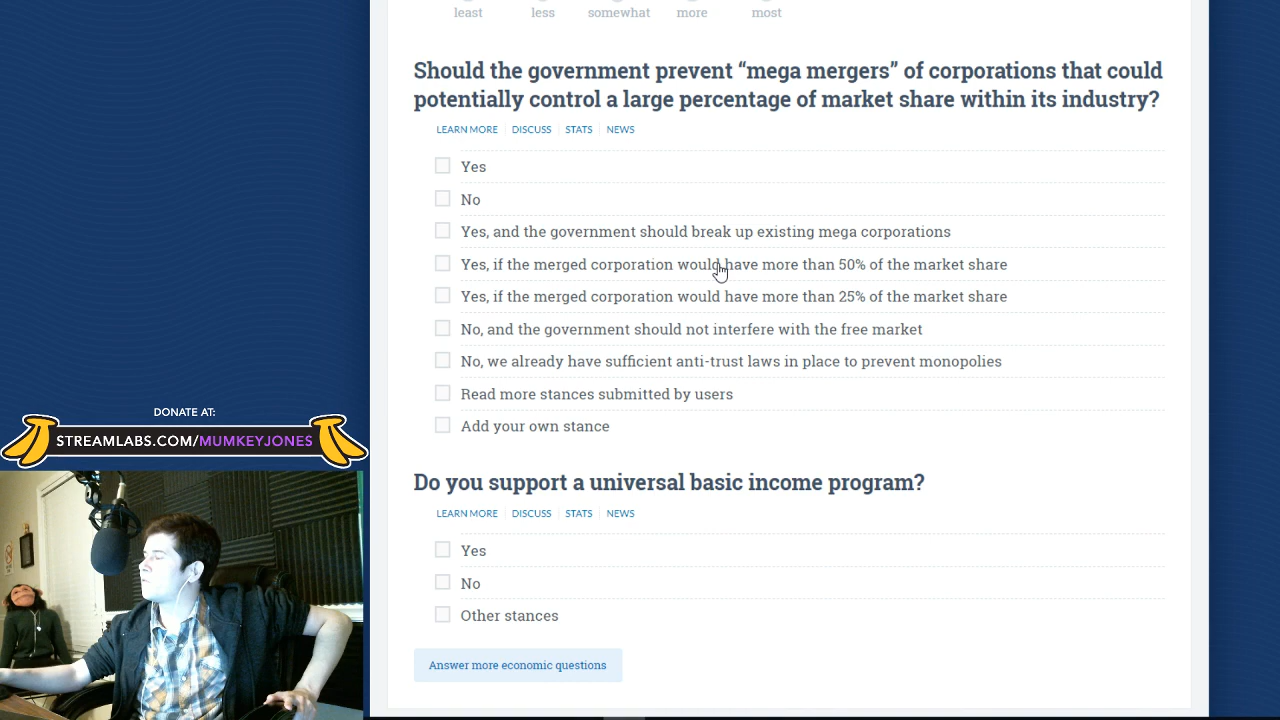 least less somewhat more most
Should the government prevent “mega mergers” of corporations that could
potentially control a large percentage of market share within its industry?
LEARN MORE DISCUSS STATS NEWS
Yes
No
Yes, and the government should break up existing mega corporations
Yes, if the merged corporation would have more than 50% of the market share
Yes, if the merged corporation would have more than 25% of the market share
No, and the government should not interfere with the free market
No, we already have sufficient anti-trust laws in place to prevent monopolies
Read more stances submitted by users
Add your own stance
DONATE AT:
STREAMLABS.COM/MUMKEYJONES
Do you support a universal basic income program?
LEARN MORE DISCUSS STATS NEWS
Yes
No
Other stances
Answer more economic questions